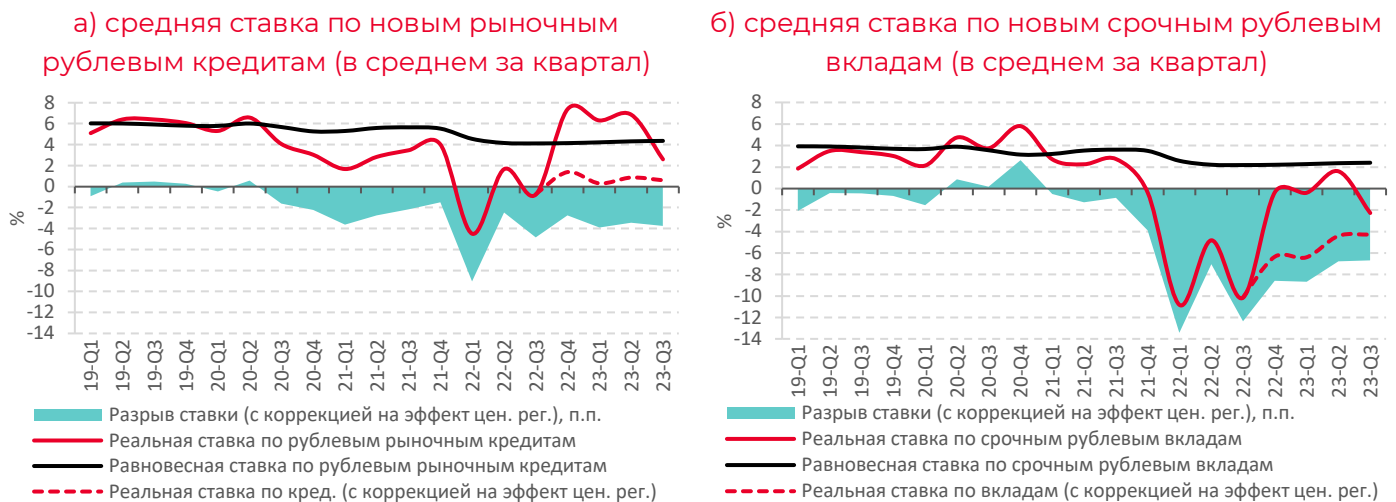 а) средняя ставка по новым рыночным
рублевым кредитам (в среднем за квартал)
8
6
4
2
0
-2
-4
-6
-8
-10
-12
-14
%
19-Q1
19-Q2
19-Q3
19-Q4
20-Q1
20-Q2
20-Q3
20-Q4
21-Q1
21-Q2
21-Q3
21-Q4
22-Q1
22-Q2
22-Q3
22-Q4
23-Q1
23-Q2
23-Q3
Разрыв ставки (с коррекцией на эффект цен. рег.), п.п.
Реальная ставка по рублевым рыночным кредитам
Равновесная ставка по рублевым рыночным кредитам
Реальная ставка по кред. (с коррекцией на эффект цен. рег.)
б) средняя ставка по новым срочным рублевым
вкладам (в среднем за квартал)
8
6
4
2
0
-2
-4
-6
-8
-10
-12
-14
%
19-Q1
19-Q2
19-Q3
19-Q4
20-Q1
20-Q2
20-Q3
20-Q4
21-Q1
21-Q2
21-Q3
21-Q4
22-Q1
22-Q2
22-Q3
22-Q4
23-Q1
23-Q2
23-Q3
Разрыв ставки (с коррекцией на эффект цен. рег.), п.п.
Реальная ставка по срочным рублевым вкладам
Равновесная ставка по срочным рублевым вкладам
Реальная ставка по вкладам (с коррекцией на эффект цен. рег.)